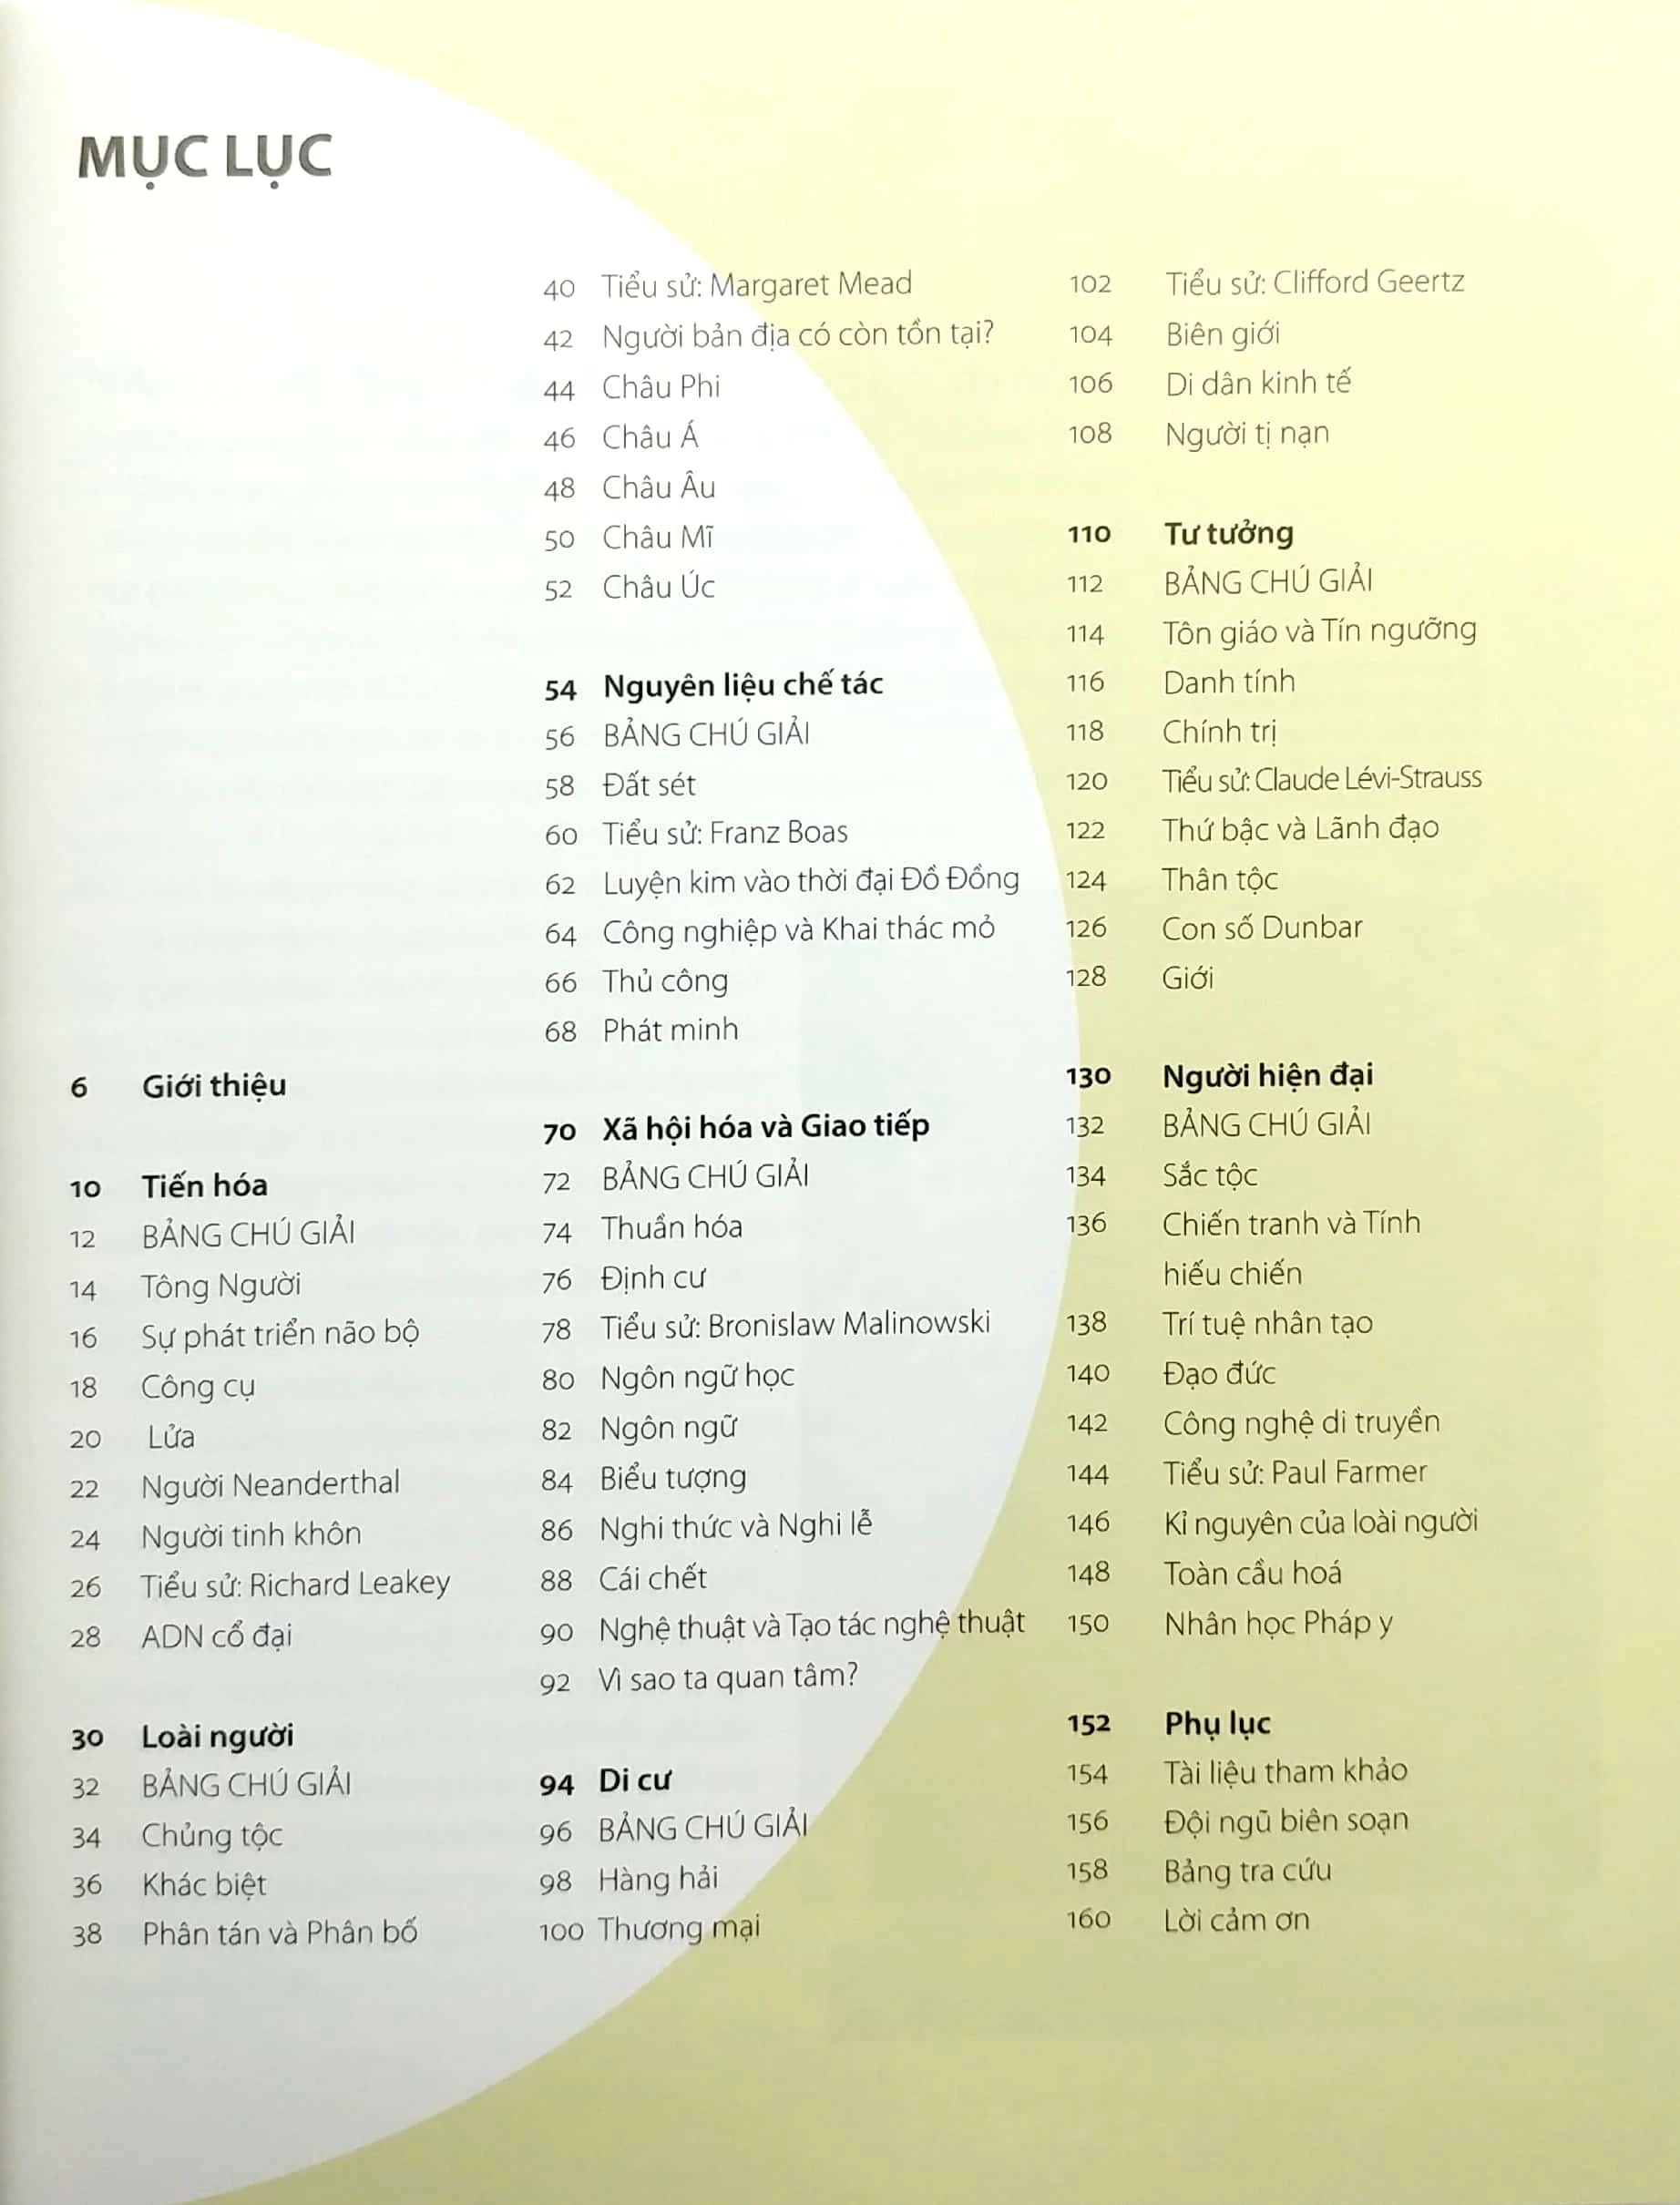 MỤC LỤC
6 Giới thiệu
10 Tiến hóa
12 BẢNG CHÚ GIẢI
14 Tông Người
16 Sự phát triển não bộ
18 Công cụ
20 Lửa
22 Người Neanderthal
24 Người tinh khôn
26 Tiểu sử: Richard Leakey
28 ADN cổ đại
30 Loài người
32 BẢNG CHÚ GIẢI
34 Chủng tộc
36 Khác biệt
38 Phân tán và Phân bố
40 Tiểu sử: Margaret Mead
42 Người bản địa có còn tồn tại?
44 Châu Phi
46 Châu Á
48 Châu Âu
50 Châu Mĩ
52 Châu Úc
54 Nguyên liệu chế tác
56 BẢNG CHÚ GIẢI
58 Đất sét
60 Tiểu sử: Franz Boas
62 Luyện kim vào thời đại Đồ Đồng
64 Công nghiệp và Khai thác mỏ
66 Thủ công
68 Phát minh
70 Xã hội hóa và Giao tiếp
72 BẢNG CHÚ GIẢI
74 Thuần hóa
76 Định cư
78 Tiểu sử: Bronislaw Malinowski
80 Ngôn ngữ học
82 Ngôn ngữ
84 Biểu tượng
86 Nghi thức và Nghi lễ
88 Cái chết
90 Nghệ thuật và Tạo tác nghệ thuật
92 Vì sao ta quan tâm?
94 Di cư
96 BẢNG CHÚ GIẢI
98 Hàng hải
100 Thương mại
102 Tiểu sử: Clifford Geertz
104 Biên giới
106 Di dân kinh tế
108 Người tị nạn
110 Tư tưởng
112 BẢNG CHÚ GIẢI
114 Tôn giáo và Tín ngưỡng
116 Danh tính
118 Chính trị
120 Tiểu sử: Claude Lévi-Strauss
122 Thứ bậc và Lãnh đạo
124 Thân tộc
126 Con số Dunbar
128 Giới
130 Người hiện đại
132 BẢNG CHÚ GIẢI
134 Sắc tộc
136 Chiến tranh và Tính
hiếu chiến
138 Trí tuệ nhân tạo
140 Đạo đức
142 Công nghệ di truyền
144 Tiểu sử: Paul Farmer
146 Kỉ nguyên của loài người
148 Toàn cầu hoá
150 Nhân học Pháp y
152 Phụ lục
154 Tài liệu tham khảo
156 Đội ngũ biên soạn
158 Bảng tra cứu
160 Lời cảm ơn